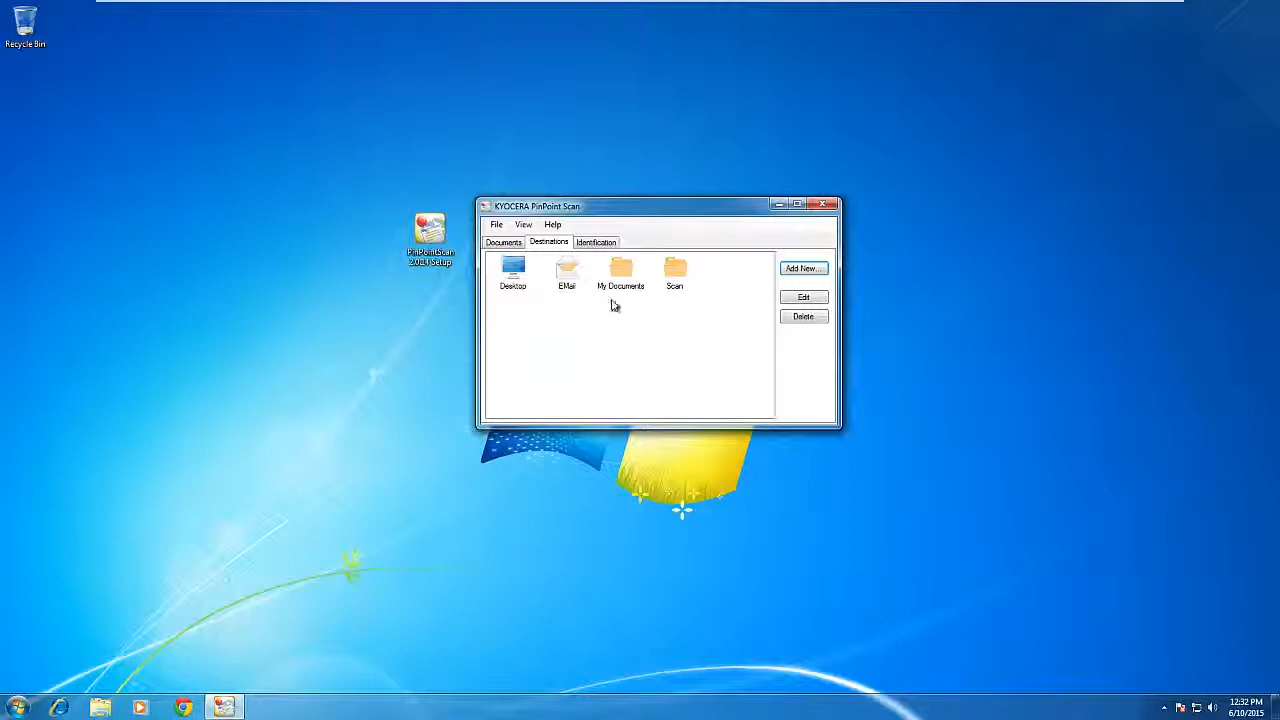 Recycle Bin
PinPointScan
2.0.24 Setup
KYOCERA PinPoint Scan
File View Help
Documents Destinations Identification
Desktop EMail My Documents Scan
Add New...
Edit
Delete
12:32 PM
6/10/2015